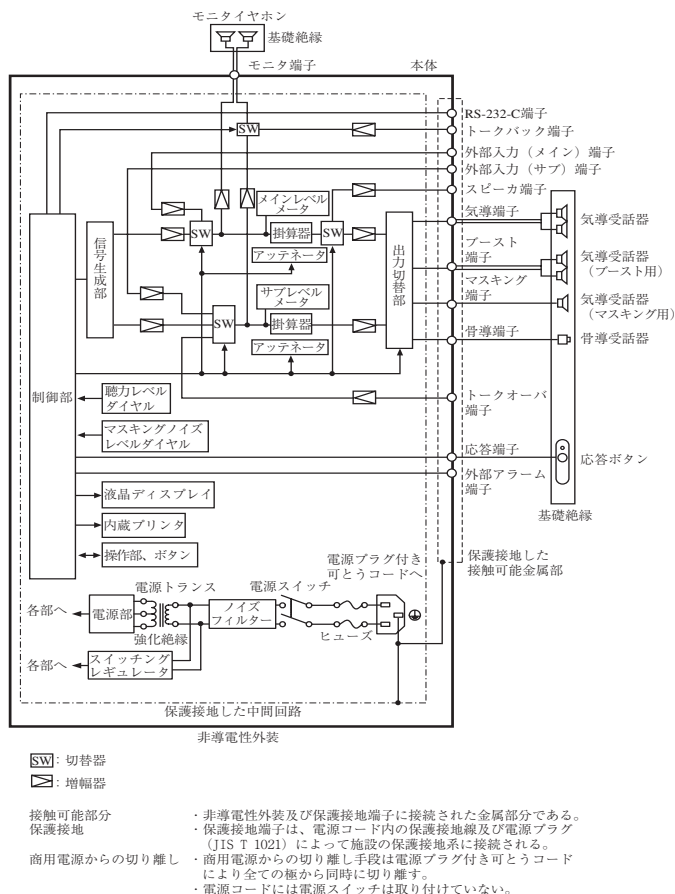 モニタイヤホン
基礎絶縁
モニタ端子
本体
RS-232-C端子
SW
トークバック端子
外部入力（メイン）端子
外部入力（サブ）端子
スピーカ端子
メインレベル
メータ
気導端子
信号生成部
SW
掛算器
SW
出力切替部
気導受話器
アッテネータ
ブースト
端子
気導受話器
（ブースト用）
サブレベル
メータ
マスキング
端子
気導受話器
（マスキング用）
SW
掛算器
アッテネータ
骨導端子
骨導受話器
制御部
聴力レベル
ダイヤル
トークオーバ
端子
マスキングノイズ
レベルダイヤル
応答端子
応答ボタン
外部アラーム
端子
液晶ディスプレイ
基礎絶縁
内蔵プリンタ
操作部、ボタン
電源プラグ付き
可とうコードへ
保護接地した
接触可能金属部
電源トランス
電源スイッチ
各部へ
電源部
ノイズ
フィルター
強化絶縁
ヒューズ
各部へ
スイッチング
レギュレータ
保護接地した中間回路
非導電性外装
SW：切替器
：増幅器
接触可能部分 ・非導電性外装及び保護接地端子に接続された金属部分である。
保護接地 ・保護接地端子は、電源コード内の保護接地線及び電源プラグ
（JIS T 1021）によって施設の保護接地系に接続される。
商用電源からの切り離し ・商用電源からの切り離し手段は電源プラグ付き可とうコード
により全ての極から同時に切り離す。
・電源コードには電源スイッチは取り付けていない。